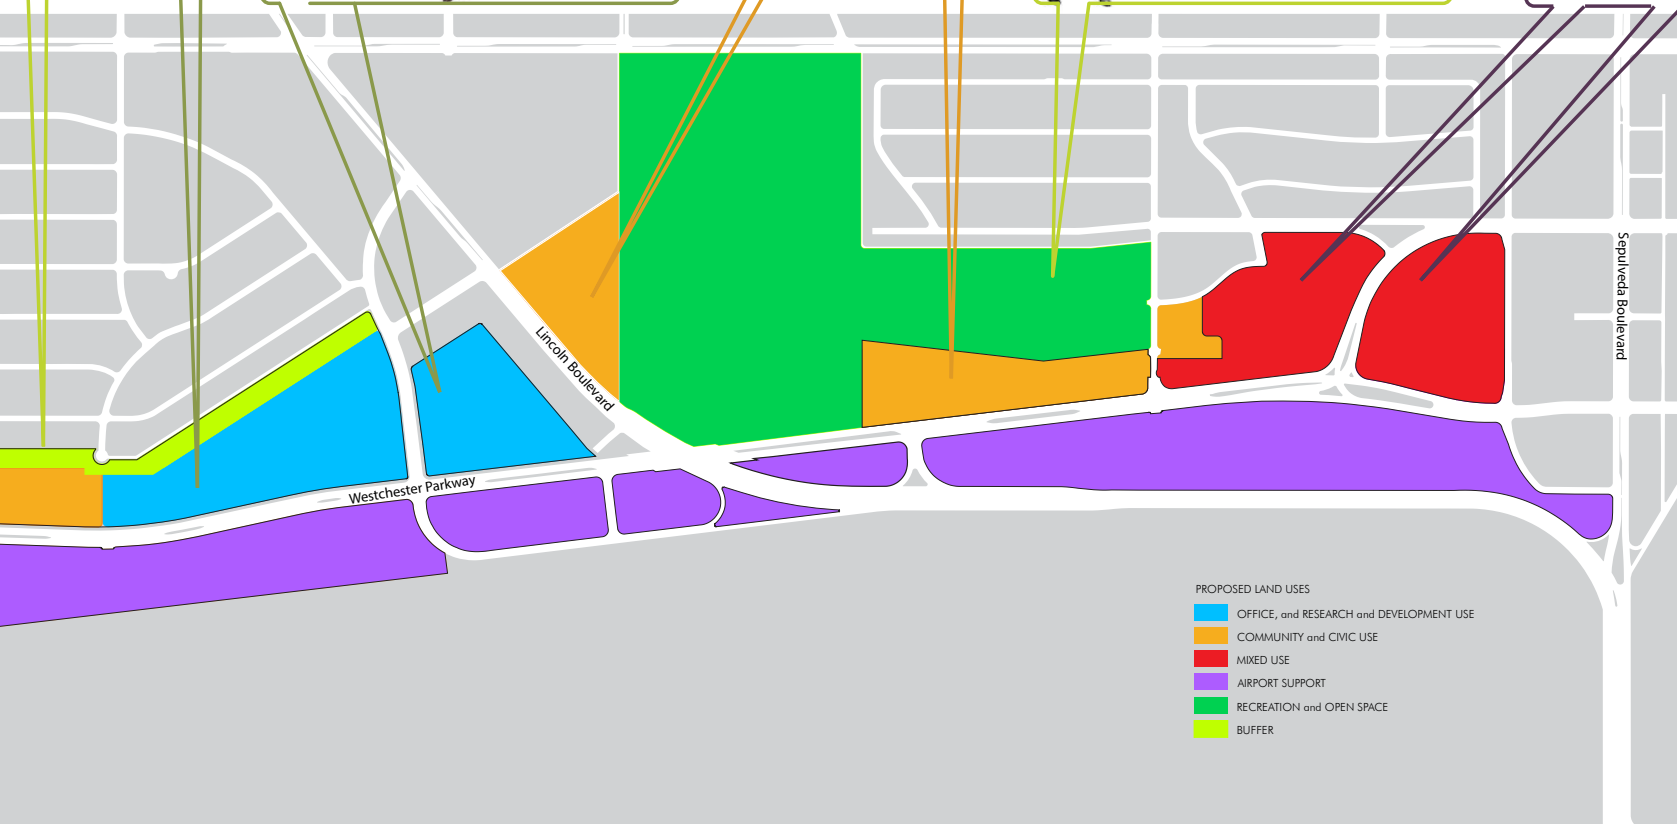 Sepulveda Boulevard
Lincoln Boulevard
Westchester Parkway
PROPOSED LAND USES
OFFICE, and RESEARCH and DEVELOPMENT USE
COMMUNITY and CIVIC USE
MIXED USE
AIRPORT SUPPORT
RECREATION and OPEN SPACE
BUFFER